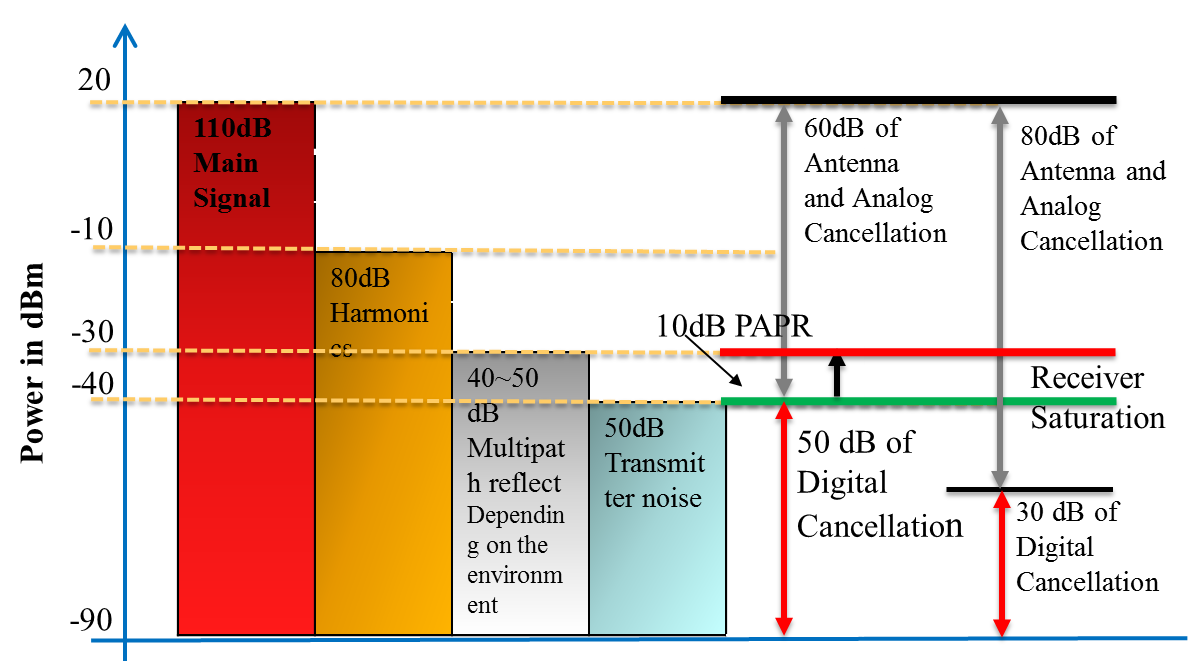 Power in dBm
20
-10
-30
-40
-90
110dB
Main
Signal
80dB
Harmoni
cs
40~50
dB
Multipat
h reflect
Dependin
g on the
environm
ent
50dB
Transmit
ter noise
60dB of
Antenna
and Analog
Cancellation
80dB of
Antenna and
Analog
Cancellation
10dB PAPR
Receiver
Saturation
50 dB of
Digital
Cancellation
30 dB of
Digital
Cancellation